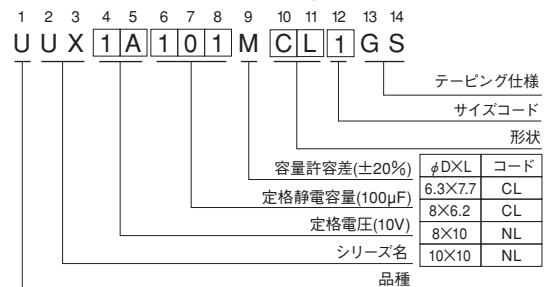 1 2 3 4 5 6 7 8 9 10 11 12 13 14
U U X 1 A 1 0 1 M C L 1 G S
テーピング仕様
サイズコード
形状
容量許容差(±20%)
定格静電容量(100µF)
定格電圧(10V)
シリーズ名
品種
φD×L コード
6.3×7.7 CL
8×6.2 CL
8×10 NL
10×10 NL